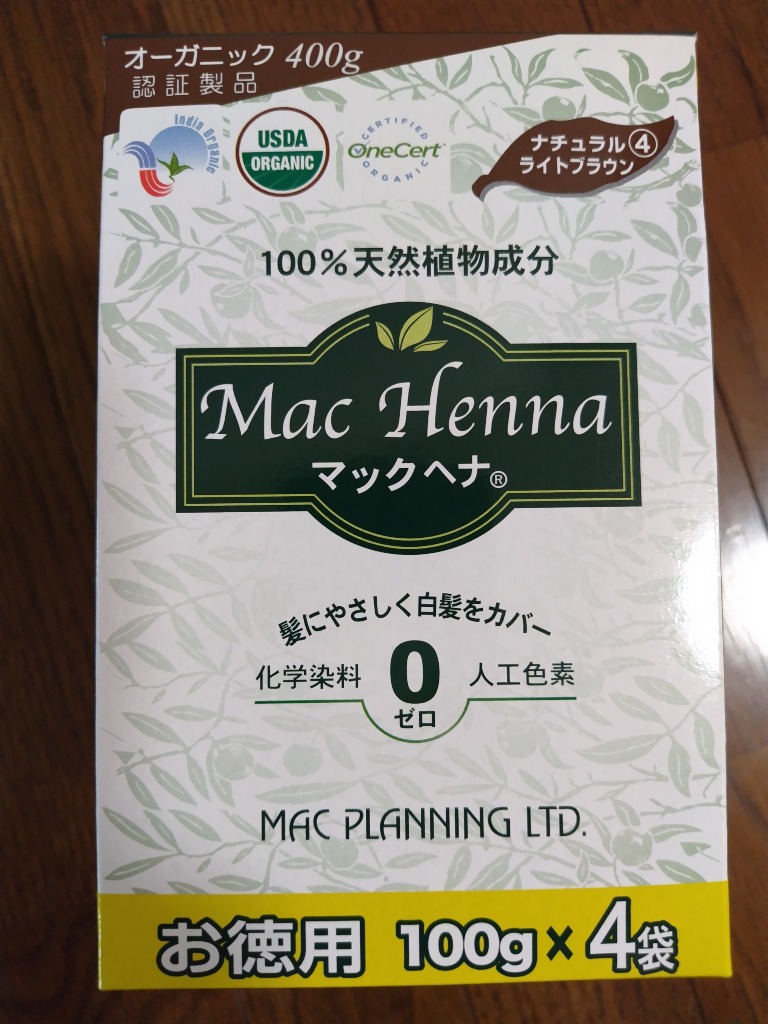 オーガニック 400g
認証製品
India Organic
USDA
ORGANIC
CERTIFIED
OneCert
ORGANIC
ナチュラル④
ライトブラウン
100%天然植物成分
Mac Henna
マックヘナ®
髪にやさしく白髪をカバー
化学染料 0 人工色素
ゼロ
MAC PLANNING LTD.
お徳用 100g×4袋